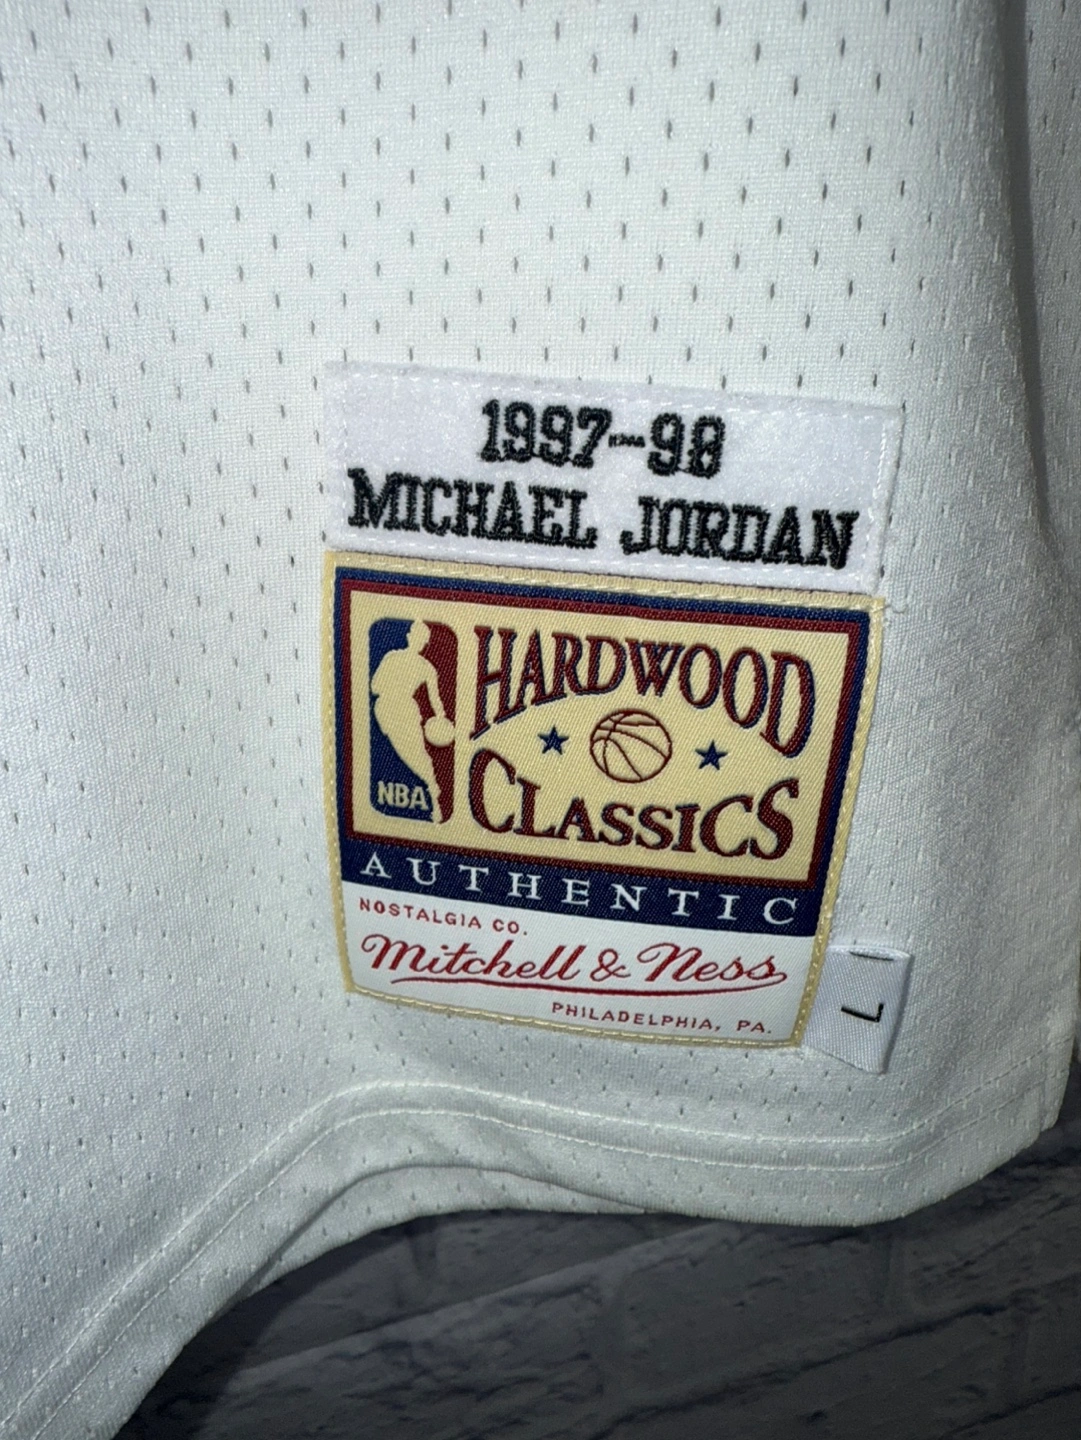 1997-98
MICHAEL JORDAN
HARDWOOD
CLASSICS
NBA
AUTHENTIC
NOSTALGIA CO.
Mitchell & Ness
PHILADELPHIA, PA.
L